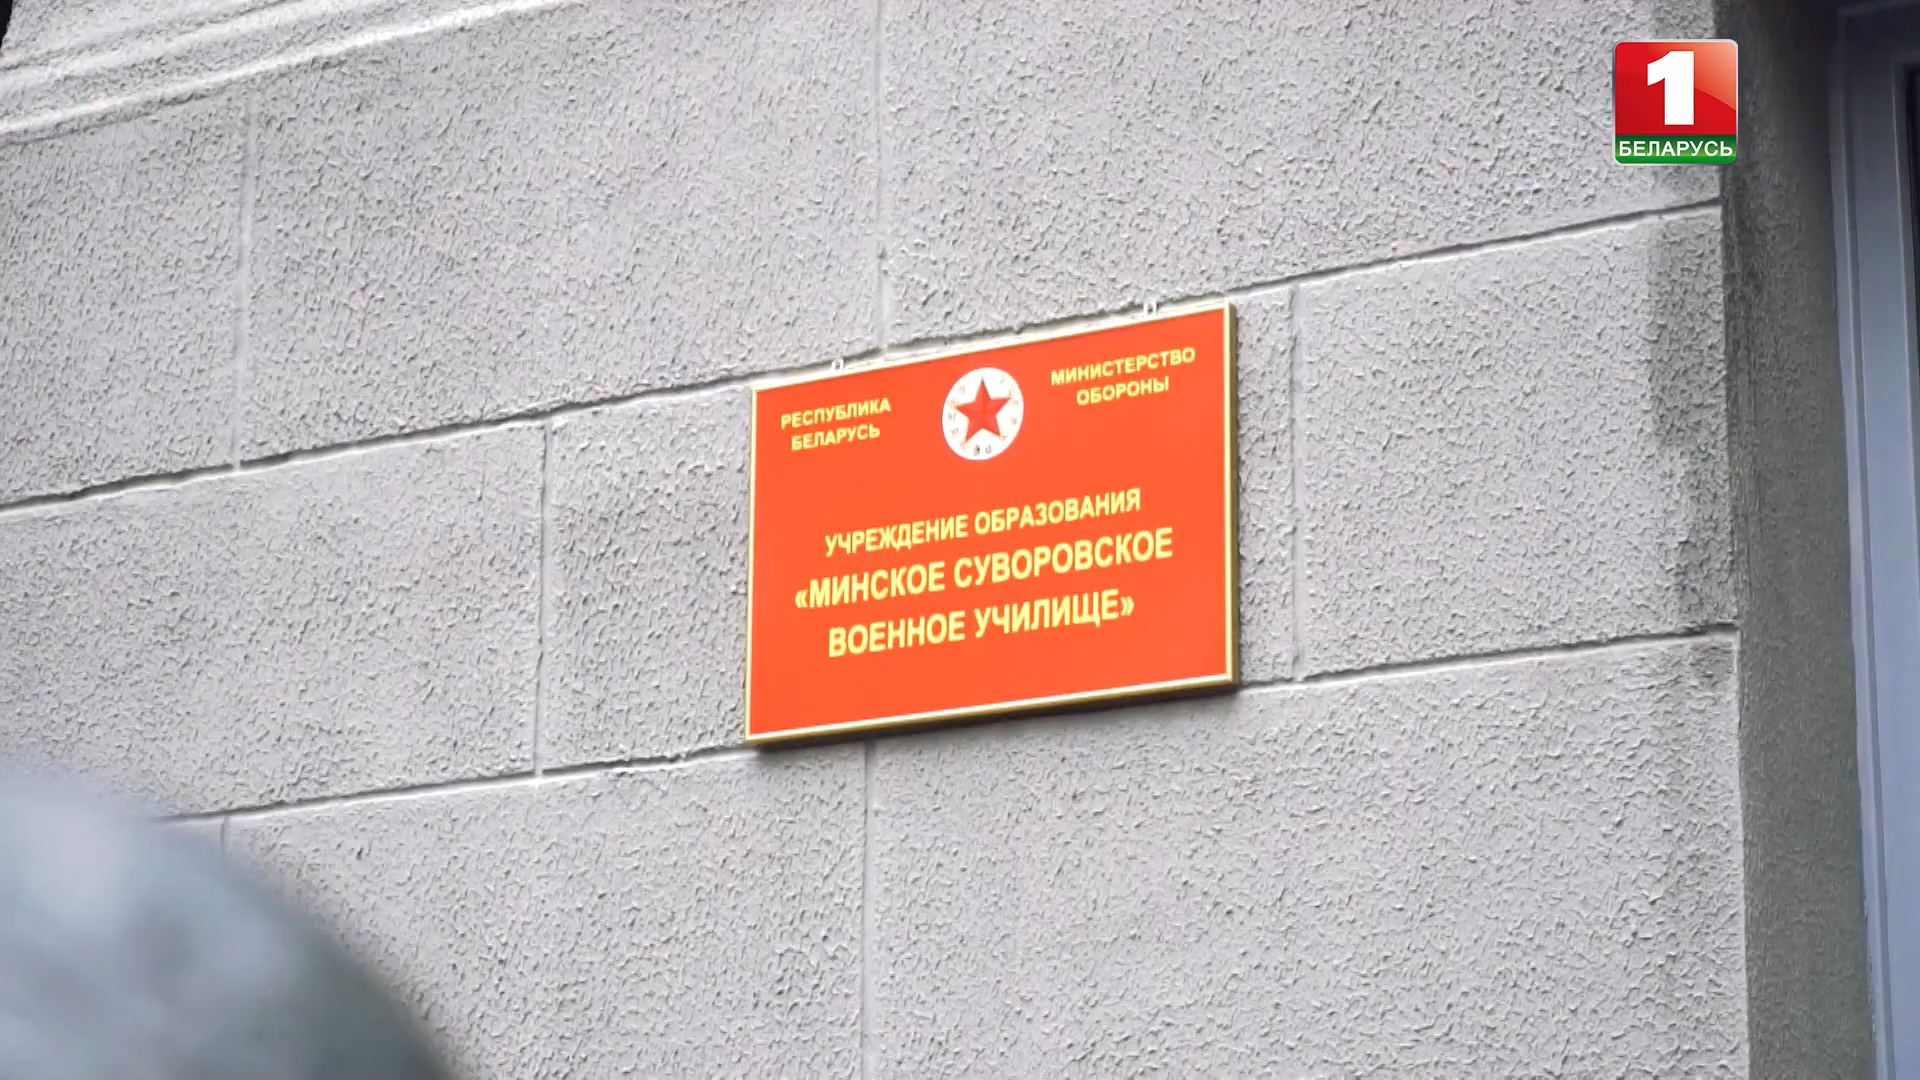 1
БЕЛАРУСЬ
РЕСПУБЛИКА
БЕЛАРУСЬ
МИНИСТЕРСТВО
ОБОРОНЫ
УЧРЕЖДЕНИЕ ОБРАЗОВАНИЯ
«МИНСКОЕ СУВОРОВСКОЕ
ВОЕННОЕ УЧИЛИЩЕ»